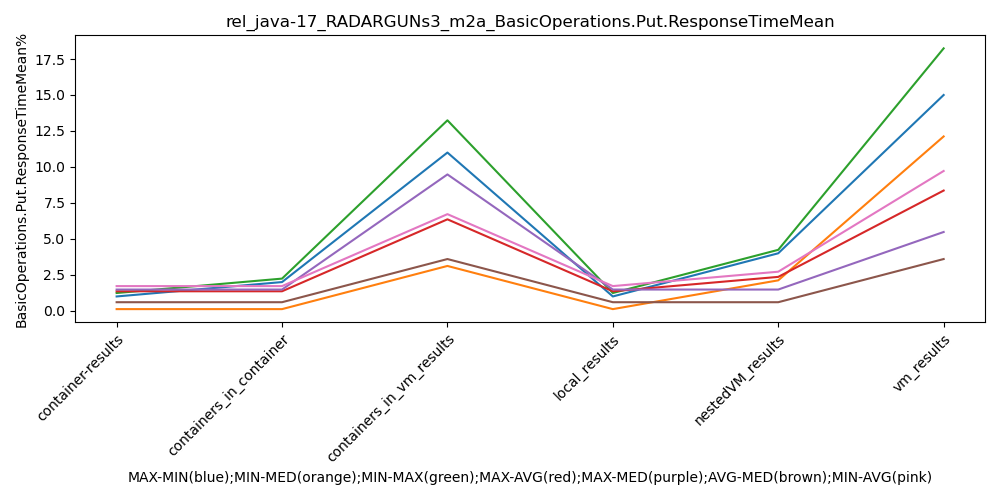 rel_java-17_RADARGUNs3_m2a_BasicOperations.Put.ResponseTimeMean
BasicOperations.Put.ResponseTimeMean%
17.5
15.0
12.5
10.0
7.5
5.0
2.5
0.0
container-results
containers_in_container
containers_in_vm_results
local_results
nestedVM_results
vm_results
MAX-MIN(blue);MIN-MED(orange);MIN-MAX(green);MAX-AVG(red);MAX-MED(purple);AVG-MED(brown);MIN-AVG(pink)